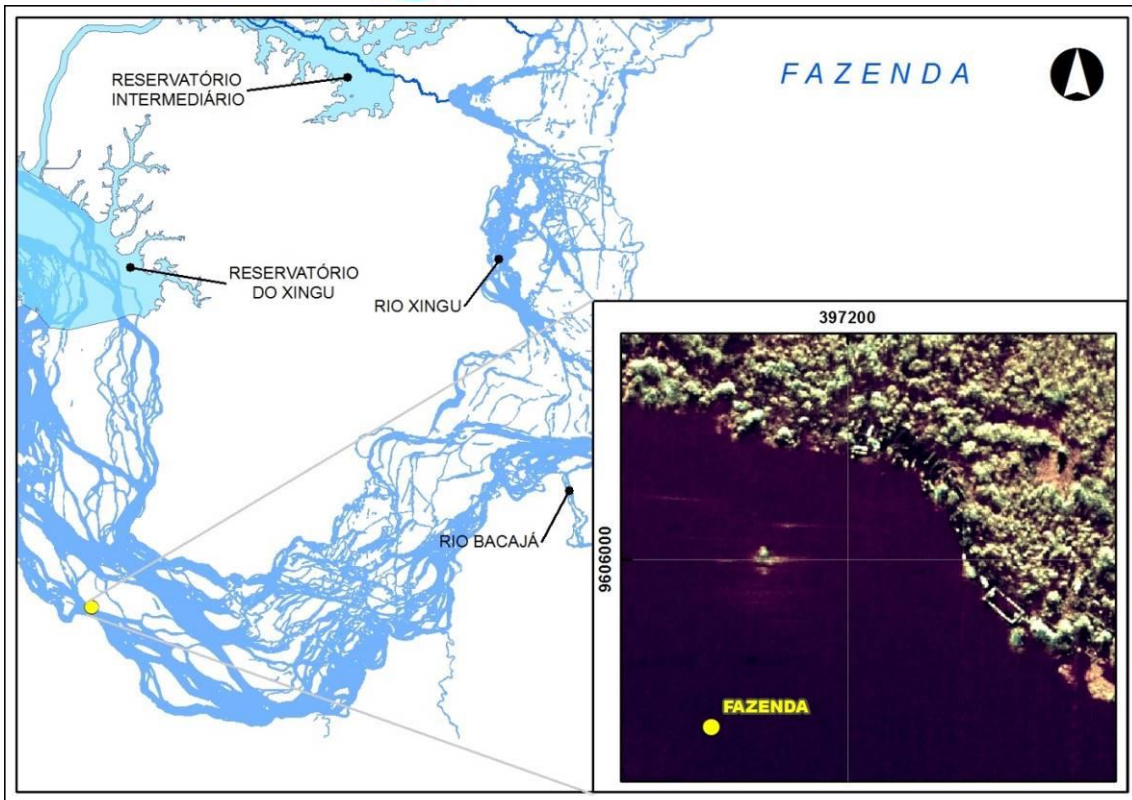 FAZENDA
RESERVATÓRIO
INTERMEDIÁRIO
RESERVATÓRIO
DO XINGU
RIO XINGU
RIO BACAJÁ
397200
9606000
FAZENDA